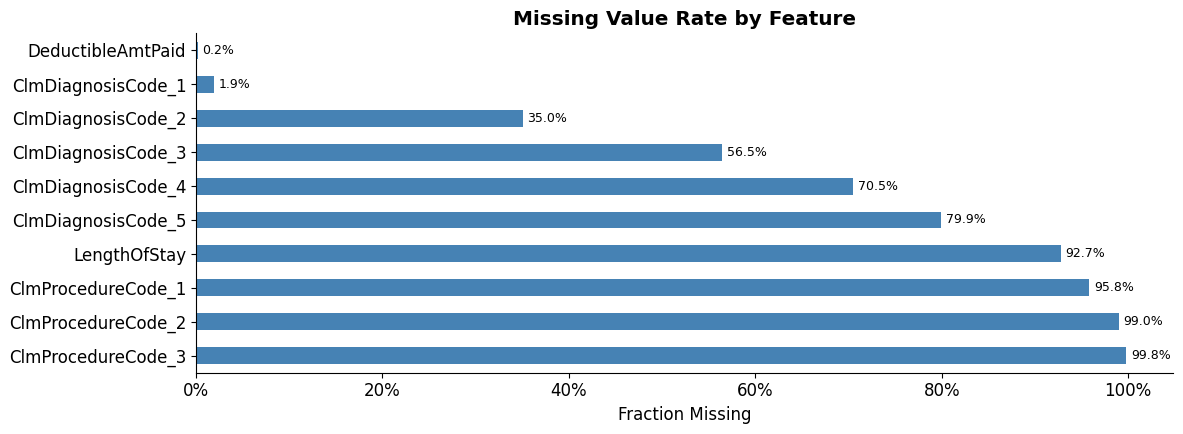 Missing Value Rate by Feature
DeductibleAmtPaid 0.2%
ClmDiagnosisCode_1 1.9%
ClmDiagnosisCode_2 35.0%
ClmDiagnosisCode_3 56.5%
ClmDiagnosisCode_4 70.5%
ClmDiagnosisCode_5 79.9%
LengthOfStay 92.7%
ClmProcedureCode_1 95.8%
ClmProcedureCode_2 99.0%
ClmProcedureCode_3 99.8%
0% 20% 40% 60% 80% 100%
Fraction Missing